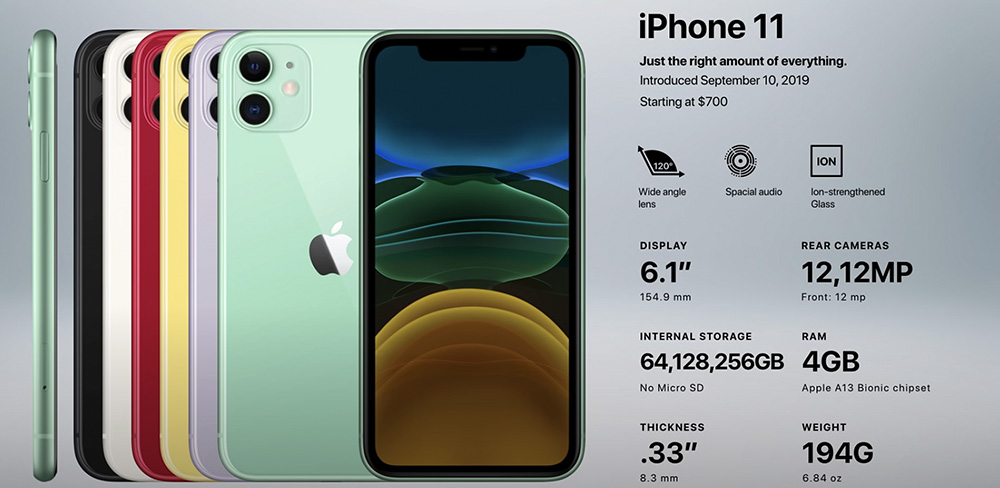 iPhone 11
Just the right amount of everything.
Introduced September 10, 2019
Starting at $700
120°
Wide angle
lens
Spacial audio
ION
Ion-strengthened
Glass
DISPLAY
6.1″
154.9 mm
REAR CAMERAS
12,12MP
Front: 12 mp
INTERNAL STORAGE
64,128,256GB
No Micro SD
RAM
4GB
Apple A13 Bionic chipset
THICKNESS
.33″
8.3 mm
WEIGHT
194G
6.84 oz